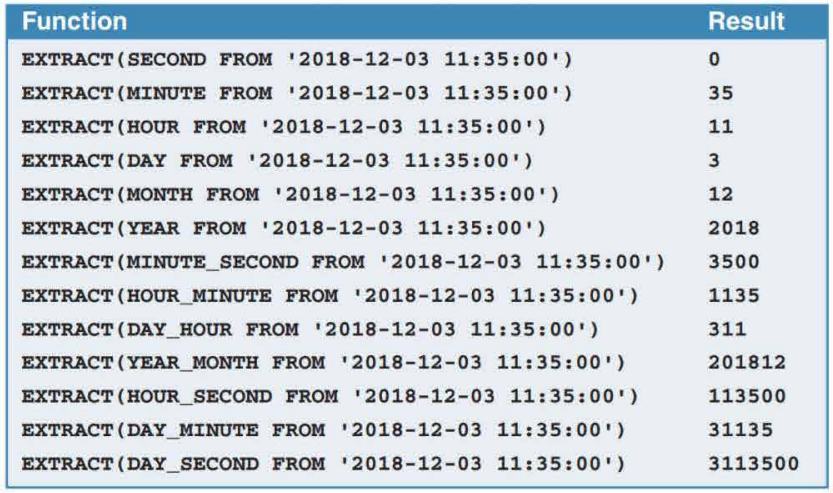 Function Result
EXTRACT(SECOND FROM '2018-12-03 11:35:00') 0
EXTRACT(MINUTE FROM '2018-12-03 11:35:00') 35
EXTRACT(HOUR FROM '2018-12-03 11:35:00') 11
EXTRACT(DAY FROM '2018-12-03 11:35:00') 3
EXTRACT(MONTH FROM '2018-12-03 11:35:00') 12
EXTRACT(YEAR FROM '2018-12-03 11:35:00') 2018
EXTRACT(MINUTE_SECOND FROM '2018-12-03 11:35:00') 3500
EXTRACT(HOUR_MINUTE FROM '2018-12-03 11:35:00') 1135
EXTRACT(DAY_HOUR FROM '2018-12-03 11:35:00') 311
EXTRACT(YEAR_MONTH FROM '2018-12-03 11:35:00') 201812
EXTRACT(HOUR_SECOND FROM '2018-12-03 11:35:00') 113500
EXTRACT(DAY_MINUTE FROM '2018-12-03 11:35:00') 31135
EXTRACT(DAY_SECOND FROM '2018-12-03 11:35:00') 3113500